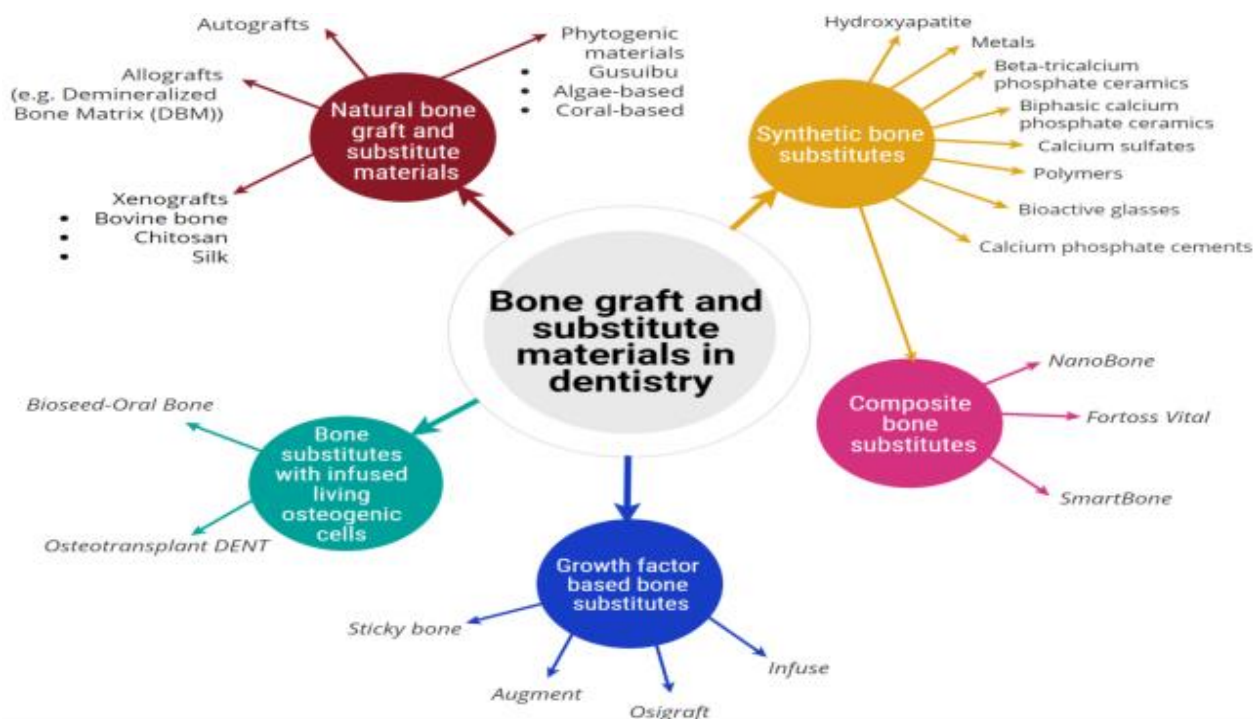 Autografts
Allografts
(e.g. Demineralized
Bone Matrix (DBM))
Xenografts
• Bovine bone
• Chitosan
• Silk
Natural bone
graft and
substitute
materials
Phytogenic
materials
• Gusuibu
• Algae-based
• Coral-based
Hydroxyapatite
Metals
Beta-tricalcium
phosphate ceramics
Biphasic calcium
phosphate ceramics
Calcium sulfates
Polymers
Bioactive glasses
Calcium phosphate cements
Synthetic bone
substitutes
Bone graft and
substitute
materials in
dentistry
Composite
bone
substitutes
NanoBone
Fortoss Vital
SmartBone
Bioseed-Oral Bone
Bone
substitutes
with infused
living
osteogenic
cells
Osteotransplant DENT
Growth factor
based bone
substitutes
Sticky bone
Augment
Osigraft
Infuse